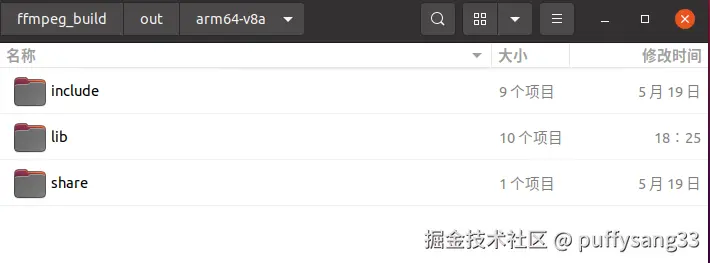 ffmpeg_build out arm64-v8a
名称 大小 修改时间
include 9 个项目 5 月 19 日
lib 10 个项目 18：25
share 1 个项目 5 月 19 日
掘金技术社区 @ puffysang33